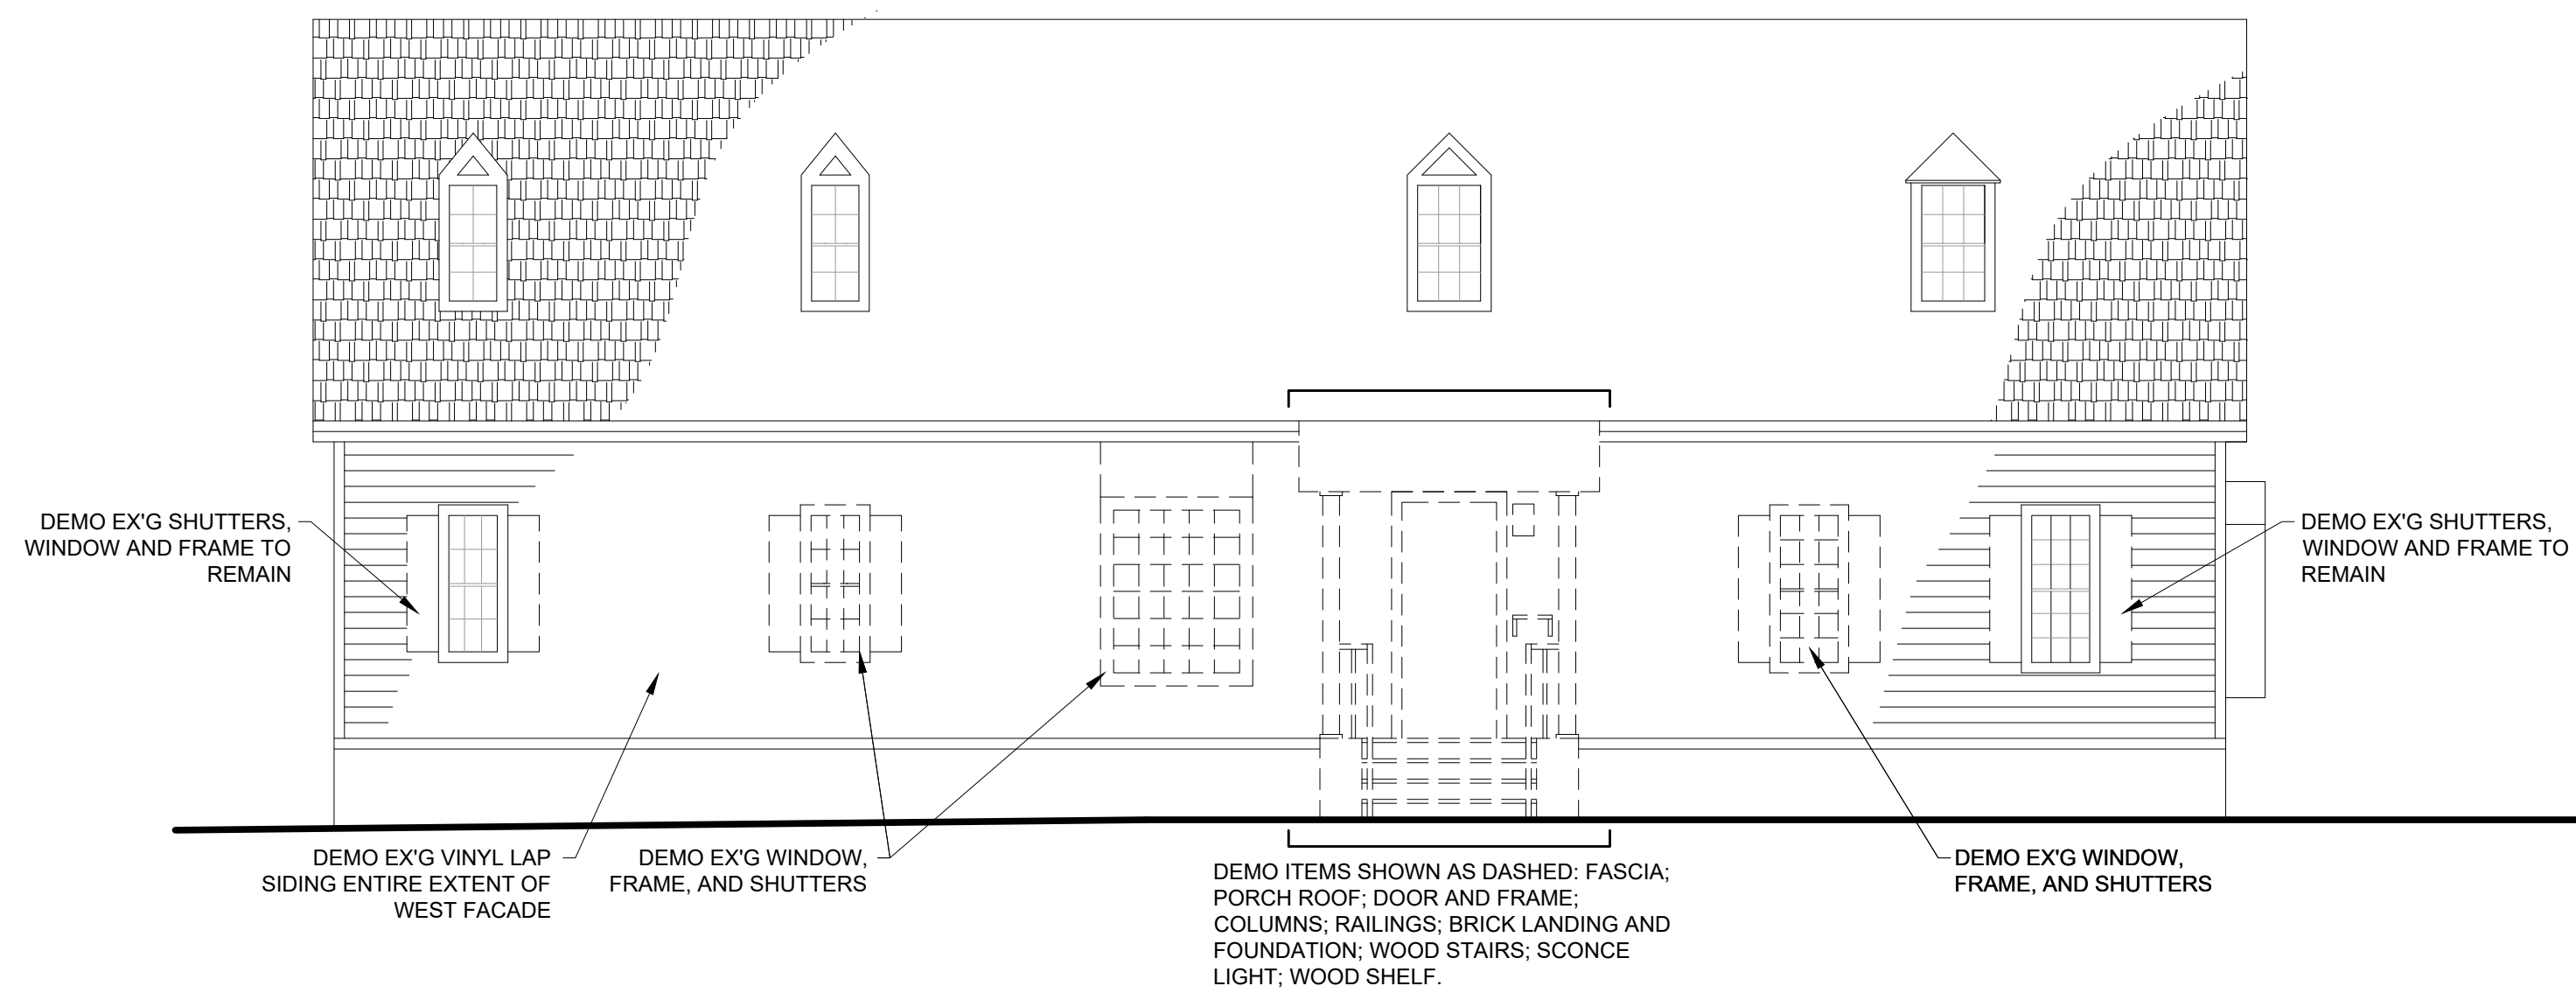 DEMO EX'G SHUTTERS,
WINDOW AND FRAME TO
REMAIN
DEMO EX'G SHUTTERS,
WINDOW AND FRAME TO
REMAIN
DEMO EX'G VINYL LAP
SIDING ENTIRE EXTENT OF
WEST FACADE
DEMO EX'G WINDOW,
FRAME, AND SHUTTERS
DEMO ITEMS SHOWN AS DASHED: FASCIA;
PORCH ROOF; DOOR AND FRAME;
COLUMNS; RAILINGS; BRICK LANDING AND
FOUNDATION; WOOD STAIRS; SCONCE
LIGHT; WOOD SHELF.
DEMO EX'G WINDOW,
FRAME, AND SHUTTERS